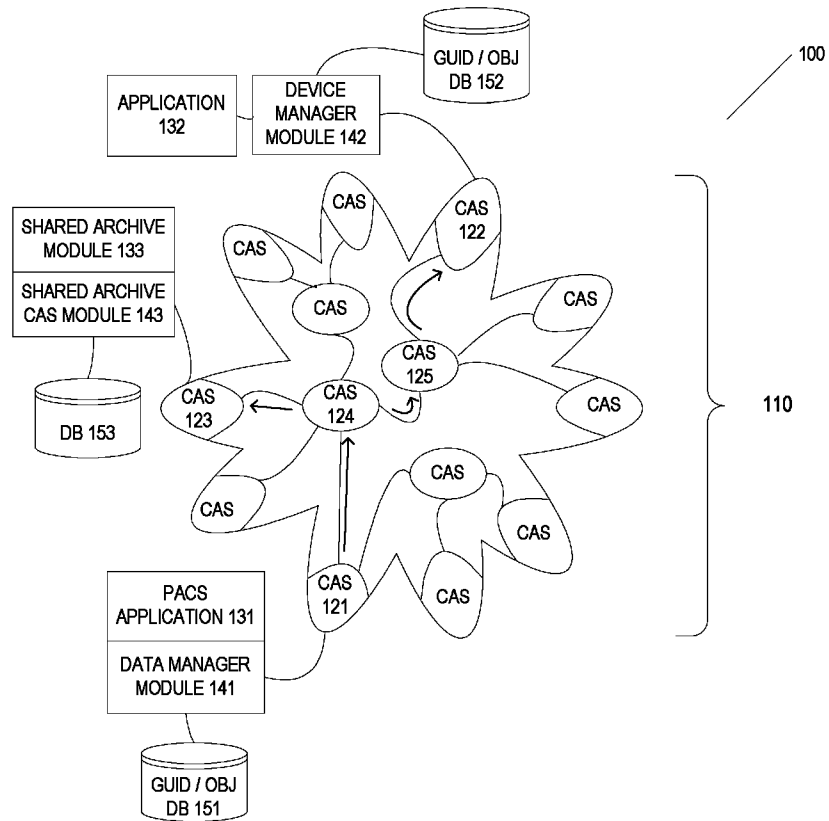 GUID / OBJ
DB 152
100
APPLICATION
132
DEVICE
MANAGER
MODULE 142
CAS
CAS
122
SHARED ARCHIVE
MODULE 133
CAS
SHARED ARCHIVE
CAS MODULE 143
CAS
CAS
CAS
125
CAS
123
CAS
124
CAS
110
DB 153
CAS
CAS
CAS
PACS
APPLICATION 131
CAS
121
CAS
DATA MANAGER
MODULE 141
GUID / OBJ
DB 151